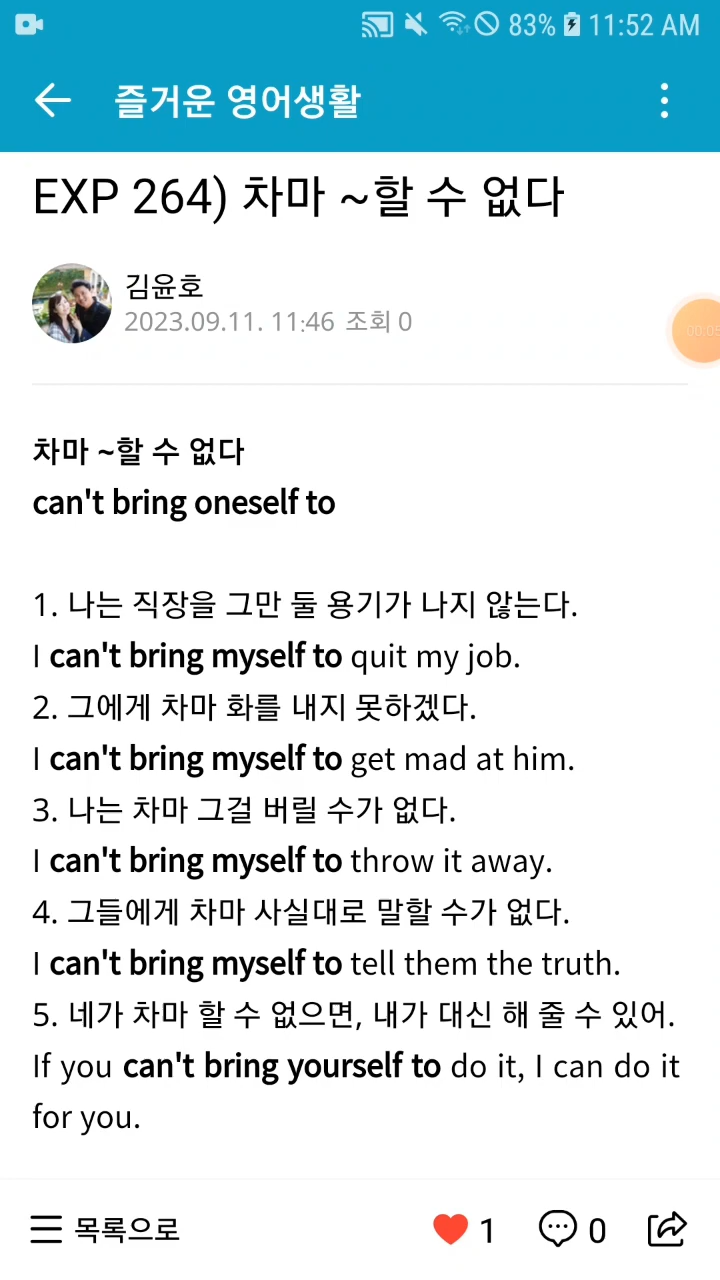 83% 11:52 AM
즐거운 영어생활
EXP 264) 차마 ~할 수 없다
김윤호
2023.09.11. 11:46 조회 0
차마 ~할 수 없다
can't bring oneself to
1. 나는 직장을 그만 둘 용기가 나지 않는다.
I can't bring myself to quit my job.
2. 그에게 차마 화를 내지 못하겠다.
I can't bring myself to get mad at him.
3. 나는 차마 그걸 버릴 수가 없다.
I can't bring myself to throw it away.
4. 그들에게 차마 사실대로 말할 수가 없다.
I can't bring myself to tell them the truth.
5. 네가 차마 할 수 없으면, 내가 대신 해 줄 수 있어.
If you can't bring yourself to do it, I can do it
for you.
목록으로 1 0